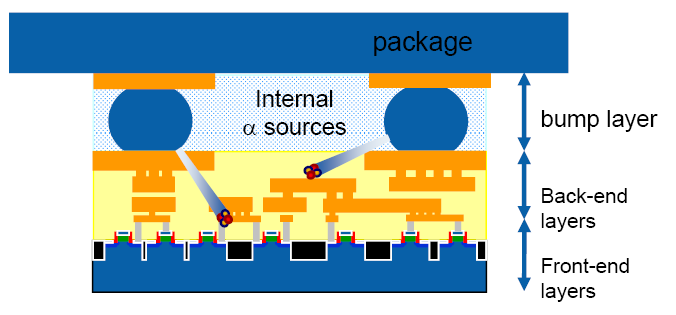 package
Internal
α sources
bump layer
Back-end
layers
Front-end
layers